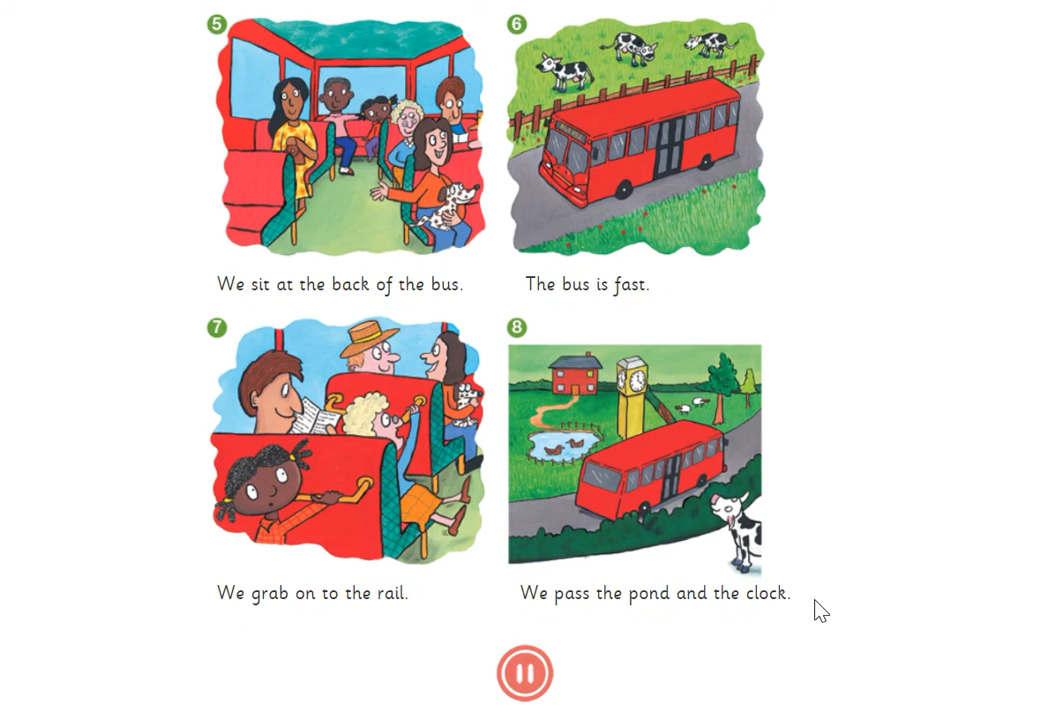 5
6
We sit at the back of the bus.
The bus is fast.
7
8
We grab on to the rail.
We pass the pond and the clock.